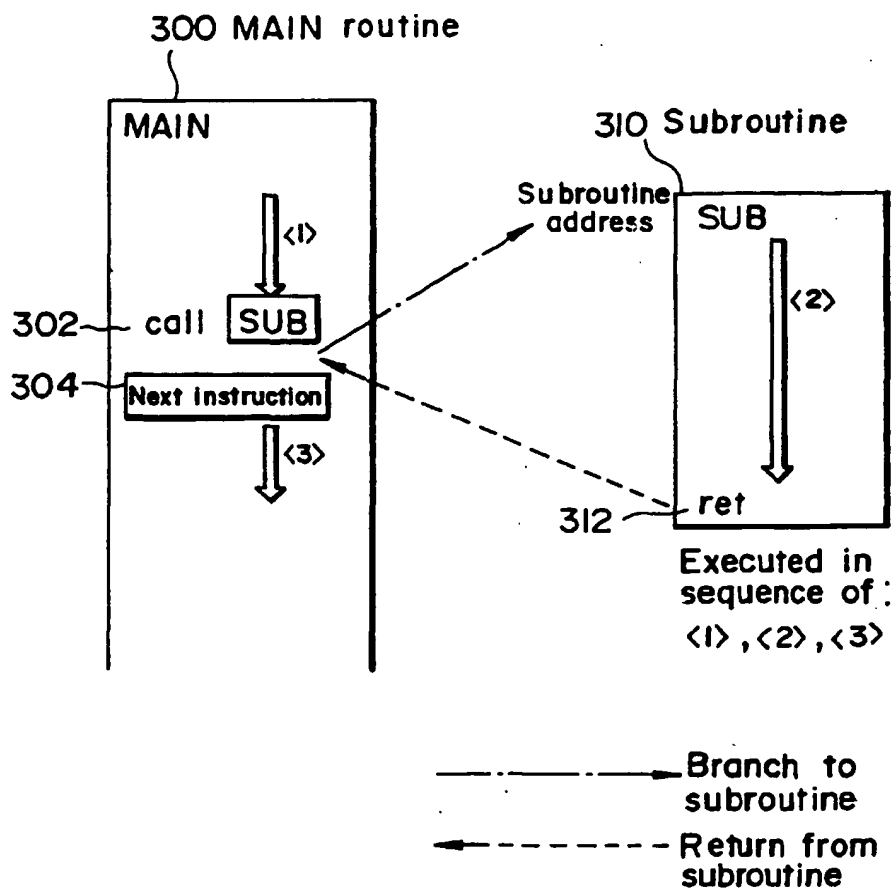 300 MAIN routine
MAIN
310 Subroutine
Subroutine
address
SUB
<1>
<2>
302 call SUB
304 Next instruction
<3>
312 ret
Executed in
sequence of :
<1>, <2>, <3>
Branch to
subroutine
Return from
subroutine